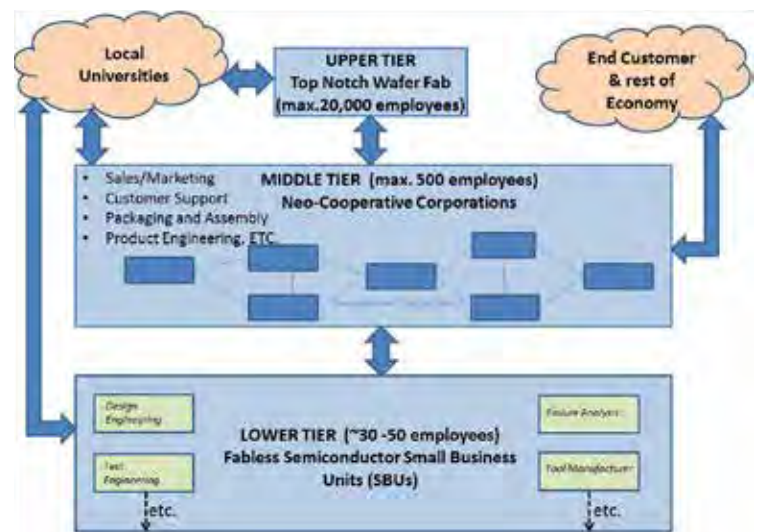 Local
Universities
UPPER TIER
Top Notch Wafer Fab
(max.20,000 employees)
End Customer
& rest of
Economy
• Sales/Marketing
• Customer Support
• Packaging and Assembly
• Product Engineering, ETC.
MIDDLE TIER (max. 500 employees)
Neo-Cooperative Corporations
Design
Engineering
Test
Engineering
etc.
LOWER TIER (~30 -50 employees)
Fabless Semiconductor Small Business
Units (SBUs)
Failure Analysis
Tool Manufacturer
etc.